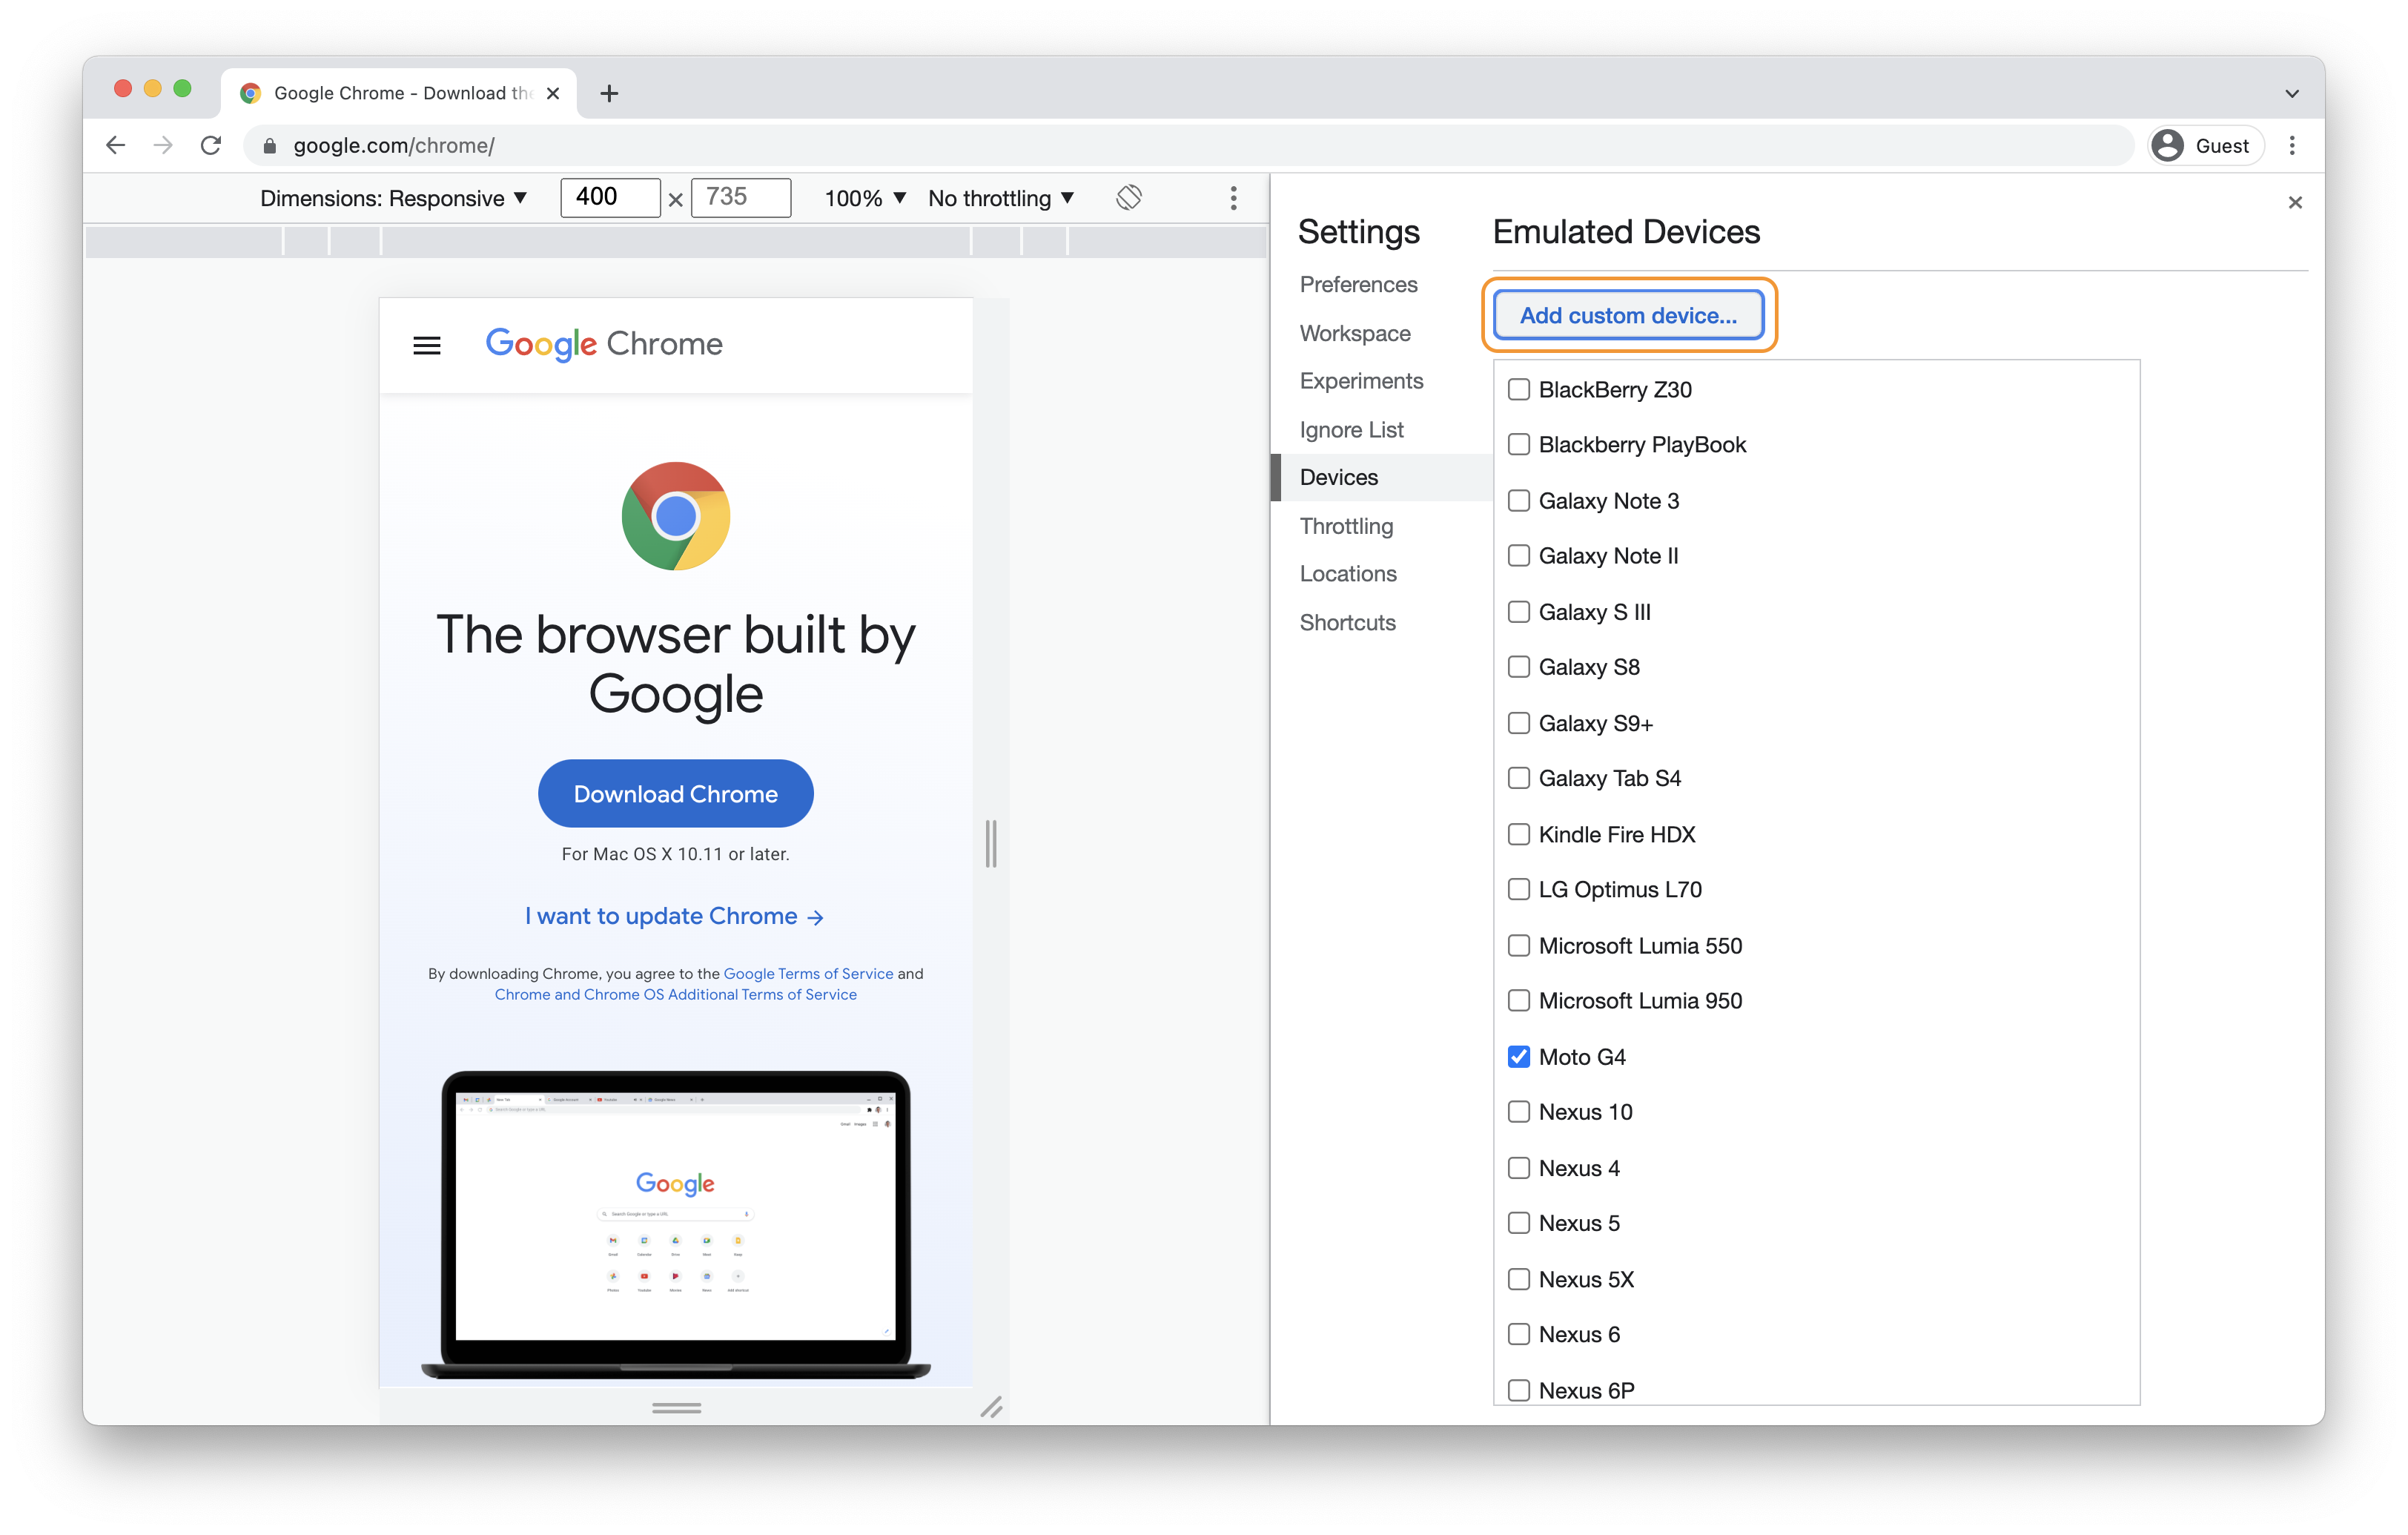 Google Chrome - Download the
google.com/chrome/
Guest
Dimensions: Responsive ▼ 400 × 735 100% ▼ No throttling ▼
Google Chrome
The browser built by
Google
Download Chrome
For Mac OS X 10.11 or later.
I want to update Chrome →
By downloading Chrome, you agree to the Google Terms of Service and
Chrome and Chrome OS Additional Terms of Service
Google
Search Google or type a URL
Settings
Preferences
Workspace
Experiments
Ignore List
Devices
Throttling
Locations
Shortcuts
Emulated Devices
Add custom device...
BlackBerry Z30
Blackberry PlayBook
Galaxy Note 3
Galaxy Note II
Galaxy S III
Galaxy S8
Galaxy S9+
Galaxy Tab S4
Kindle Fire HDX
LG Optimus L70
Microsoft Lumia 550
Microsoft Lumia 950
Moto G4
Nexus 10
Nexus 4
Nexus 5
Nexus 5X
Nexus 6
Nexus 6P